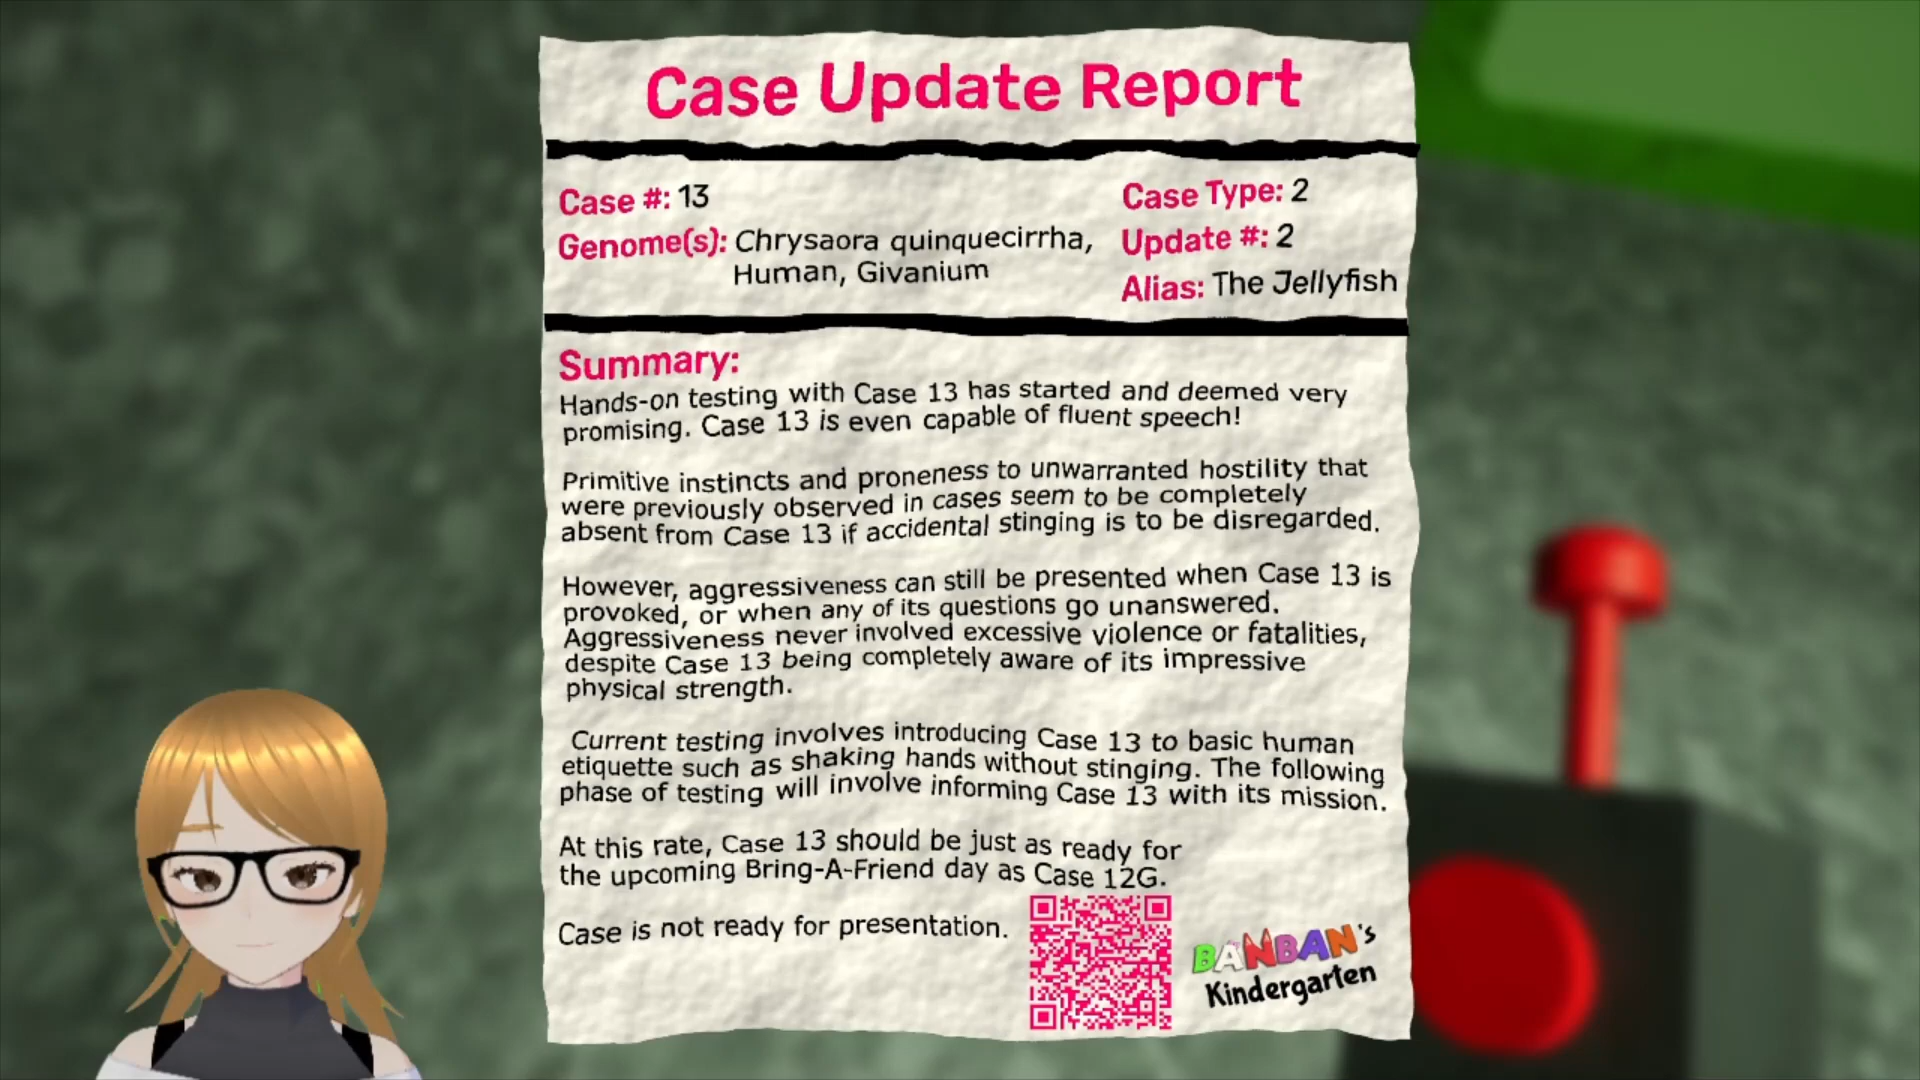 Case Update Report
Case #: 13
Case Type: 2
Genome(s): Chrysaora quinquecirrha,
Human, Givanium
Update #: 2
Alias: The Jellyfish
Summary:
Hands-on testing with Case 13 has started and deemed very
promising. Case 13 is even capable of fluent speech!
Primitive instincts and proneness to unwarranted hostility that
were previously observed in cases seem to be completely
absent from Case 13 if accidental stinging is to be disregarded.
However, aggressiveness can still be presented when Case 13 is
provoked, or when any of its questions go unanswered.
Aggressiveness never involved excessive violence or fatalities,
despite Case 13 being completely aware of its impressive
physical strength.
Current testing involves introducing Case 13 to basic human
etiquette such as shaking hands without stinging. The following
phase of testing will involve informing Case 13 with its mission.
At this rate, Case 13 should be just as ready for
the upcoming Bring-A-Friend day as Case 12G.
Case is not ready for presentation.
BANBAN's
Kindergarten